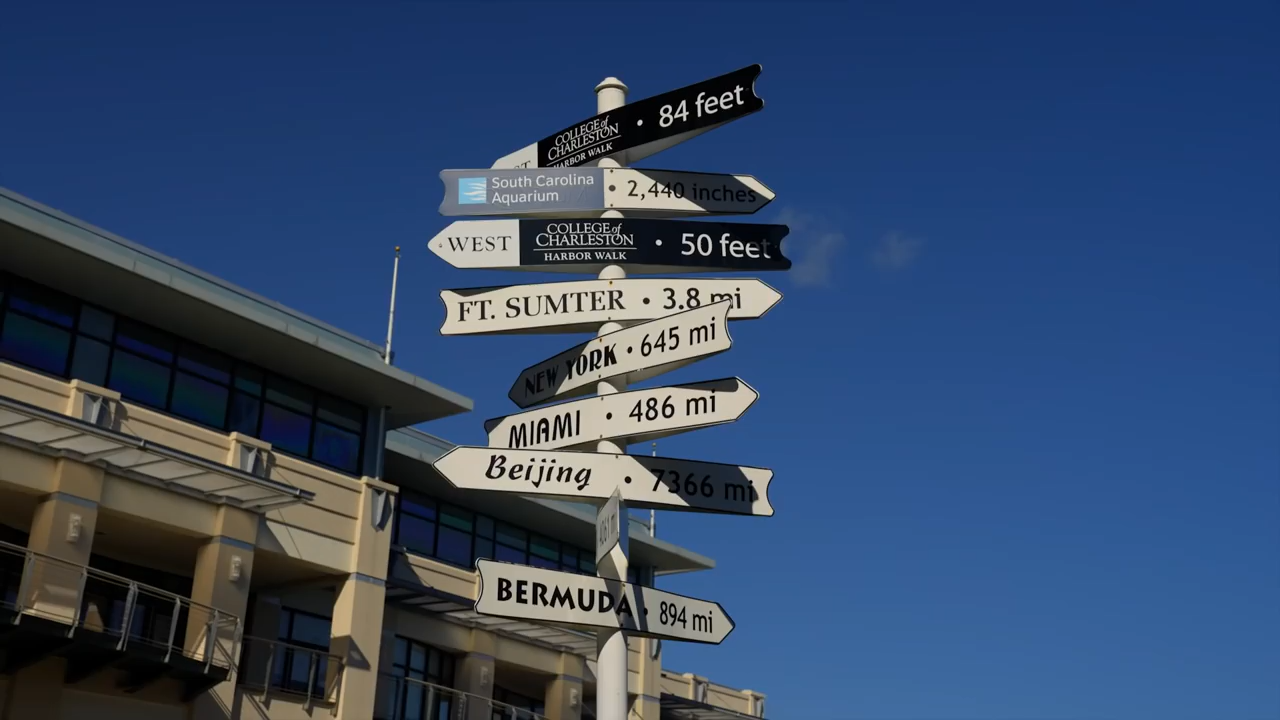 COLLEGE of
CHARLESTON
HARBOR WALK
• 84 feet
South Carolina
Aquarium
• 2,440 inches
WEST
COLLEGE of
CHARLESTON
HARBOR WALK
• 50 feet
FT. SUMTER • 3.8 mi
NEW YORK • 645 mi
MIAMI • 486 mi
Beijing • 7366 mi
BERMUDA • 894 mi